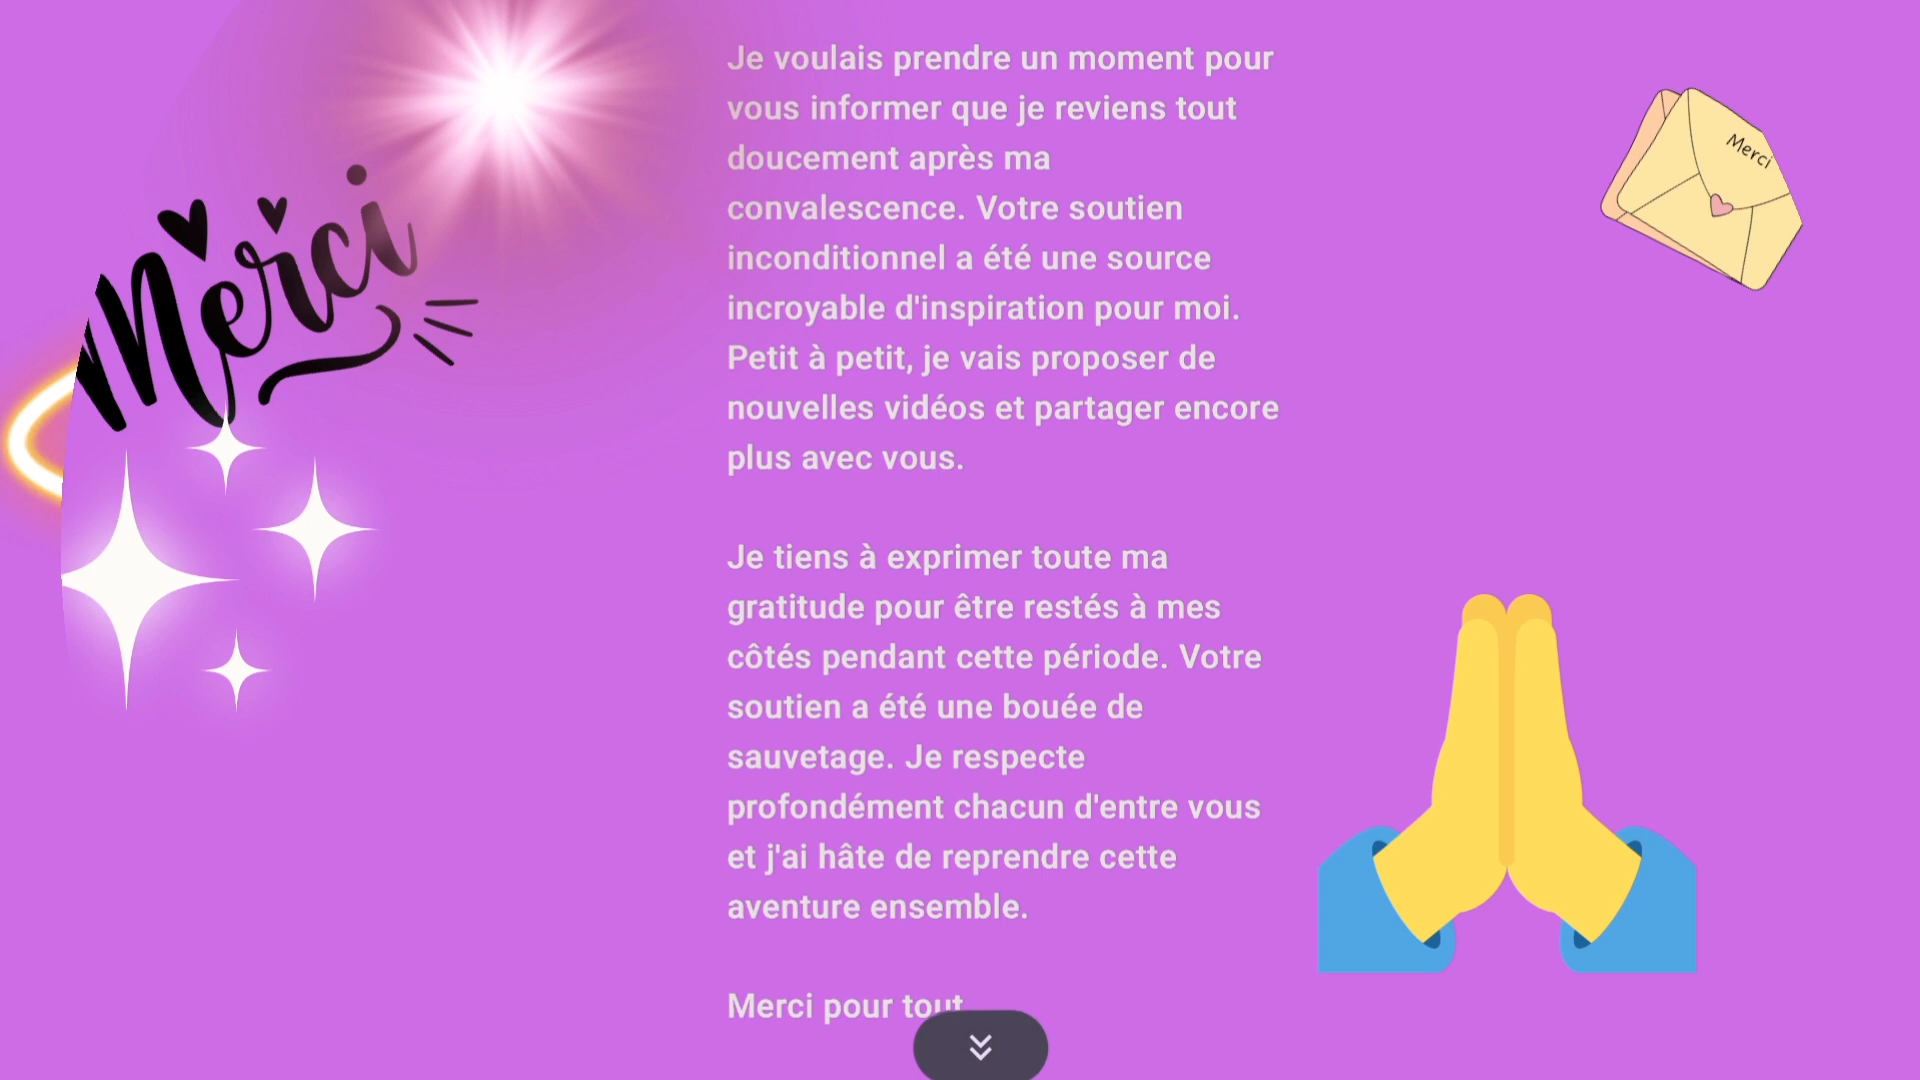 Merci
Je voulais prendre un moment pour
vous informer que je reviens tout
doucement après ma
convalescence. Votre soutien
inconditionnel a été une source
incroyable d'inspiration pour moi.
Petit à petit, je vais proposer de
nouvelles vidéos et partager encore
plus avec vous.
Je tiens à exprimer toute ma
gratitude pour être restés à mes
côtés pendant cette période. Votre
soutien a été une bouée de
sauvetage. Je respecte
profondément chacun d'entre vous
et j'ai hâte de reprendre cette
aventure ensemble.
Merci pour tout
Merci